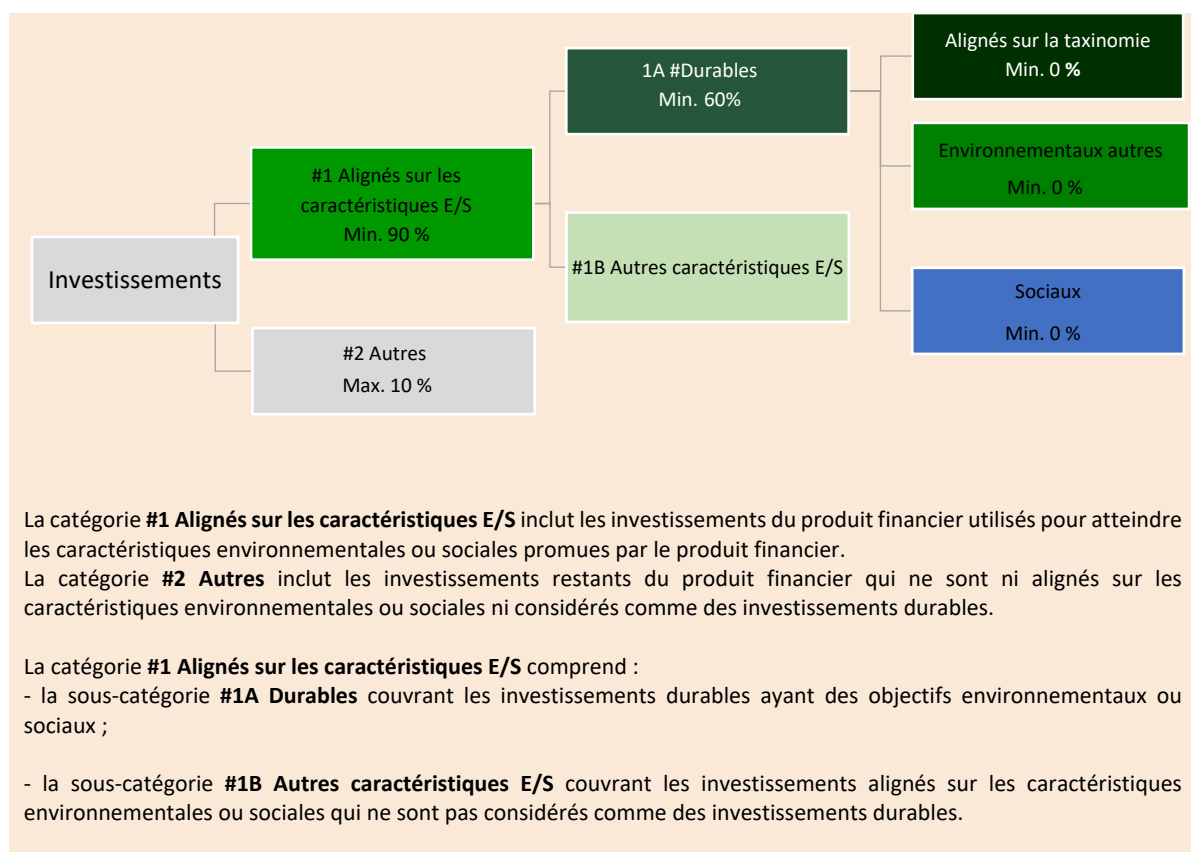 Alignés sur la taxinomie
Min. 0 %
1A #Durables
Min. 60%
Environnementaux autres
Min. 0 %
#1 Alignés sur les
caractéristiques E/S
Min. 90 %
#1B Autres caractéristiques E/S
Investissements
Sociaux
Min. 0 %
#2 Autres
Max. 10 %
La catégorie #1 Alignés sur les caractéristiques E/S inclut les investissements du produit financier utilisés pour atteindre
les caractéristiques environnementales ou sociales promues par le produit financier.
La catégorie #2 Autres inclut les investissements restants du produit financier qui ne sont ni alignés sur les
caractéristiques environnementales ou sociales ni considérés comme des investissements durables.
La catégorie #1 Alignés sur les caractéristiques E/S comprend :
- la sous-catégorie #1A Durables couvrant les investissements durables ayant des objectifs environnementaux ou
sociaux ;
- la sous-catégorie #1B Autres caractéristiques E/S couvrant les investissements alignés sur les caractéristiques
environnementales ou sociales qui ne sont pas considérés comme des investissements durables.